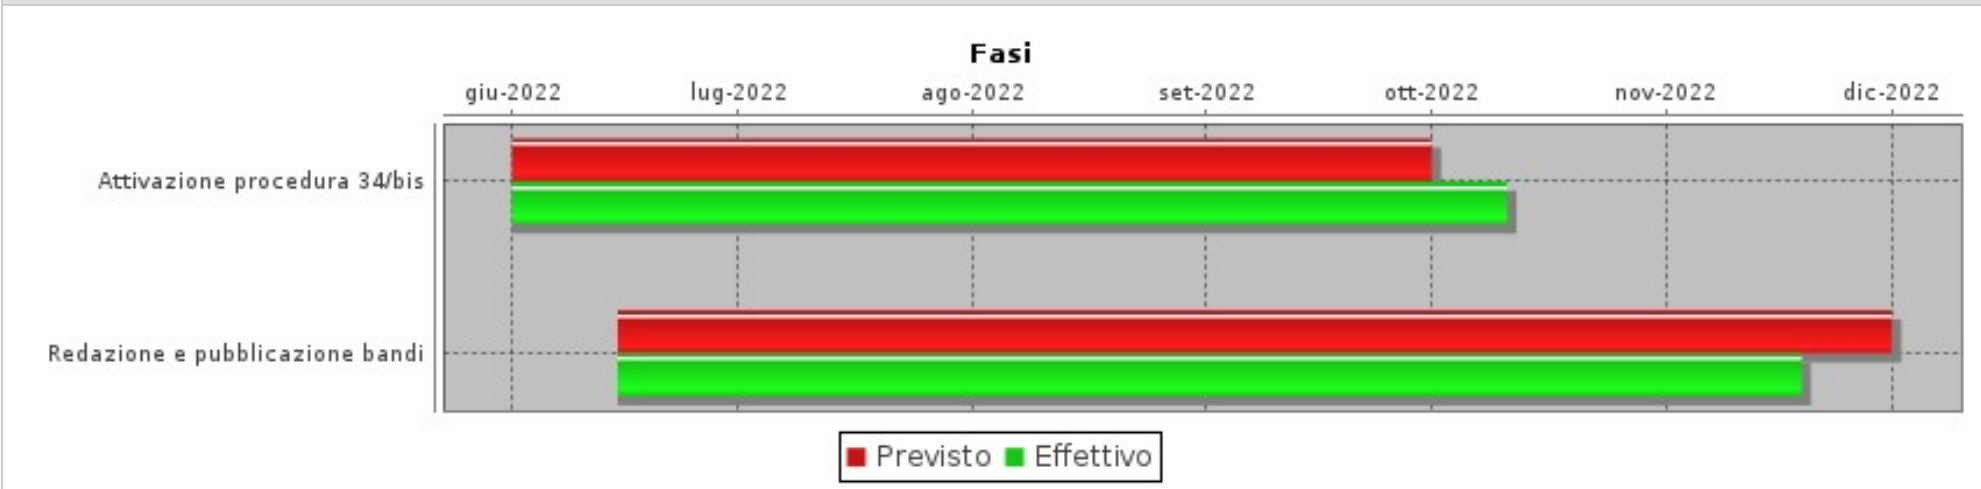 Fasi
giu-2022 lug-2022 ago-2022 set-2022 ott-2022 nov-2022 dic-2022
Attivazione procedura 34/bis
Redazione e pubblicazione bandi
Previsto Effettivo